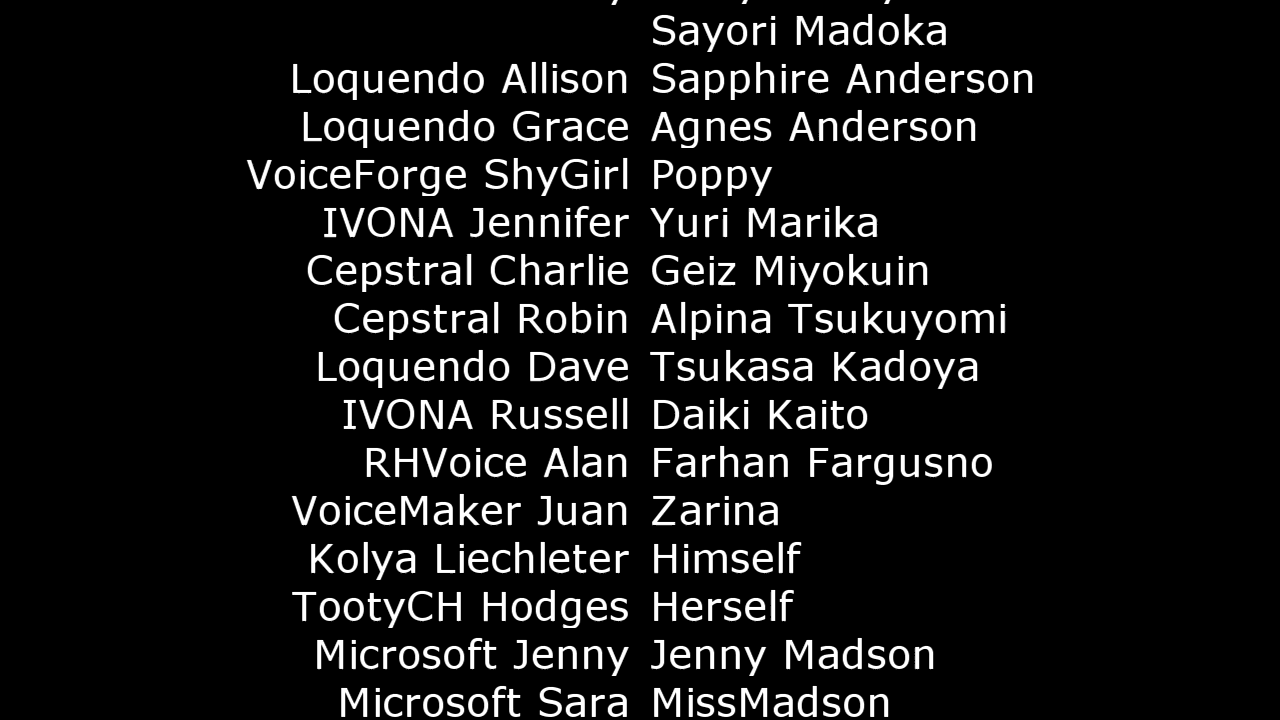 Sayori Madoka
Loquendo Allison Sapphire Anderson
Loquendo Grace Agnes Anderson
VoiceForge ShyGirl Poppy
IVONA Jennifer Yuri Marika
Cepstral Charlie Geiz Miyokuin
Cepstral Robin Alpina Tsukuyomi
Loquendo Dave Tsukasa Kadoya
IVONA Russell Daiki Kaito
RHVoice Alan Farhan Fargusno
VoiceMaker Juan Zarina
Kolya Liechleter Himself
TootyCH Hodges Herself
Microsoft Jenny Jenny Madson
Microsoft Sara MissMadson